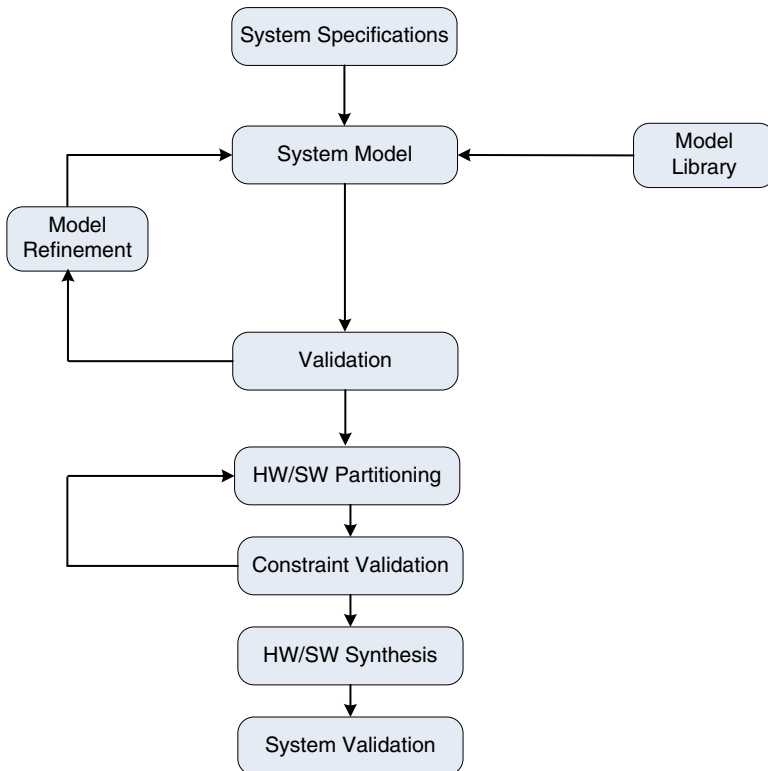 System Specifications
System Model
Model
Library
Model
Refinement
Validation
HW/SW Partitioning
Constraint Validation
HW/SW Synthesis
System Validation